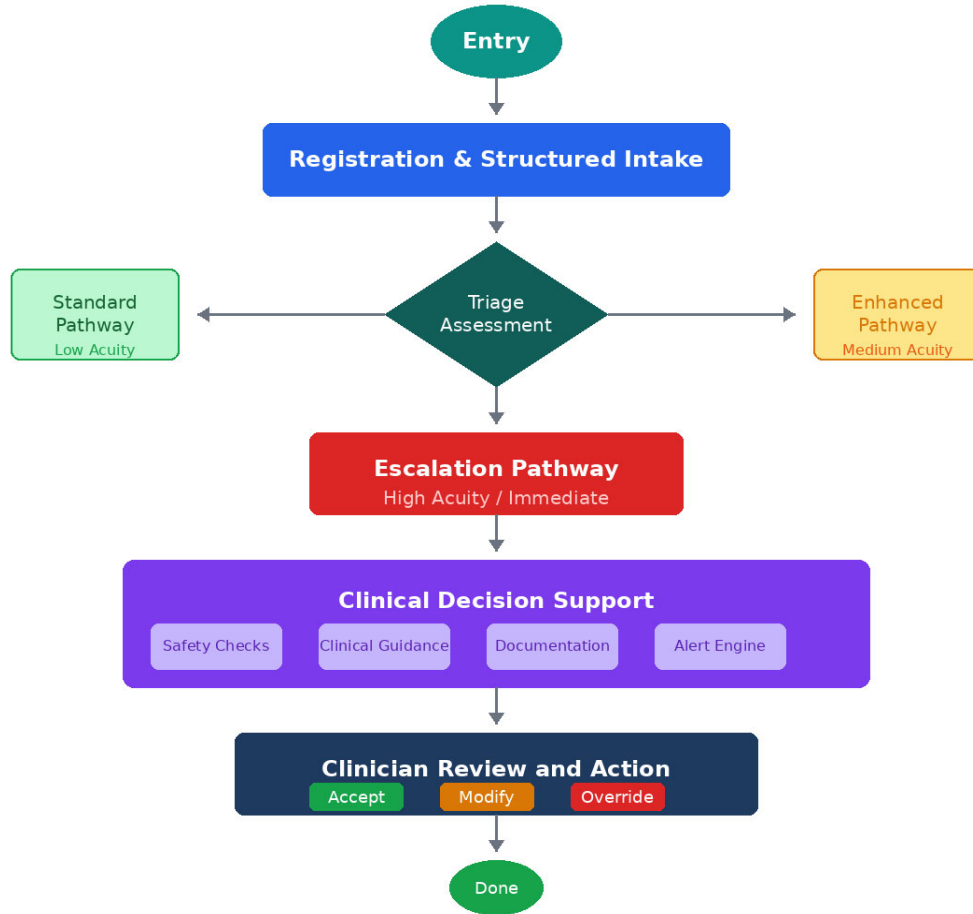 Entry
Registration & Structured Intake
Triage
Assessment
Standard
Pathway
Low Acuity
Enhanced
Pathway
Medium Acuity
Escalation Pathway
High Acuity / Immediate
Clinical Decision Support
Safety Checks
Clinical Guidance
Documentation
Alert Engine
Clinician Review and Action
Accept
Modify
Override
Done